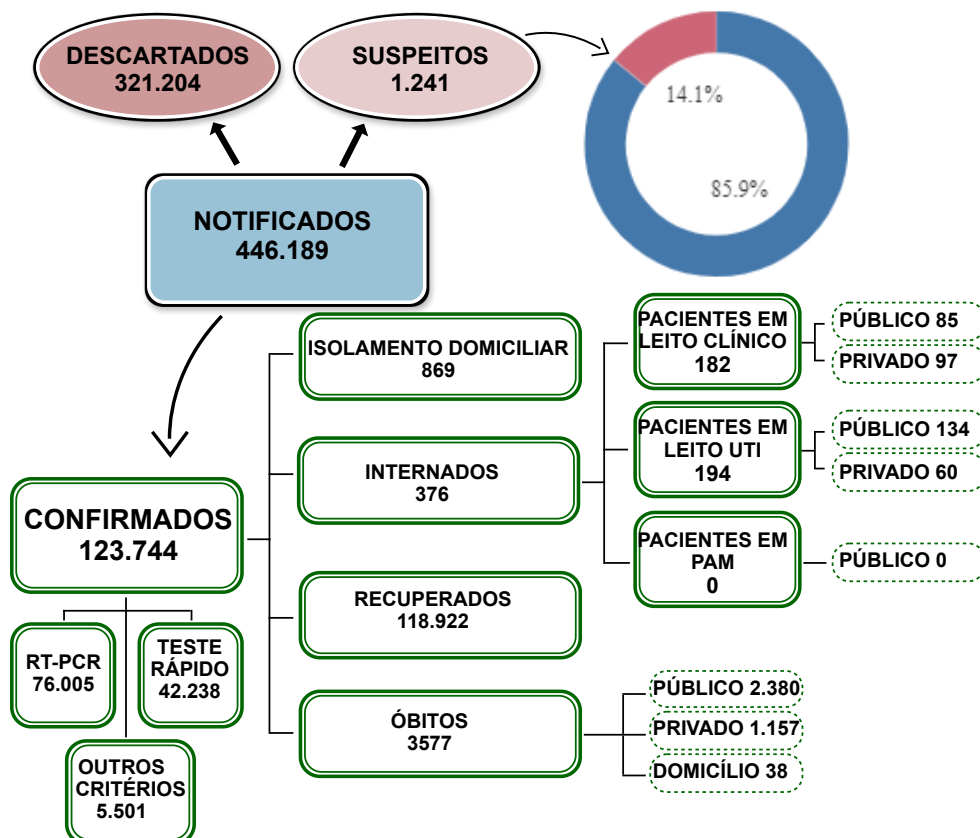 DESCARTADOS
321.204
SUSPEITOS
1.241
14.1%
85.9%
NOTIFICADOS
446.189
CONFIRMADOS
123.744
RT-PCR
76.005
TESTE
RÁPIDO
42.238
OUTROS
CRITÉRIOS
5.501
ISOLAMENTO DOMICILIAR
869
INTERNADOS
376
RECUPERADOS
118.922
ÓBITOS
3577
PACIENTES EM
LEITO CLÍNICO
182
PÚBLICO 85
PRIVADO 97
PACIENTES EM
LEITO UTI
194
PÚBLICO 134
PRIVADO 60
PACIENTES EM
PAM
0
PÚBLICO 0
PÚBLICO 2.380
PRIVADO 1.157
DOMICÍLIO 38